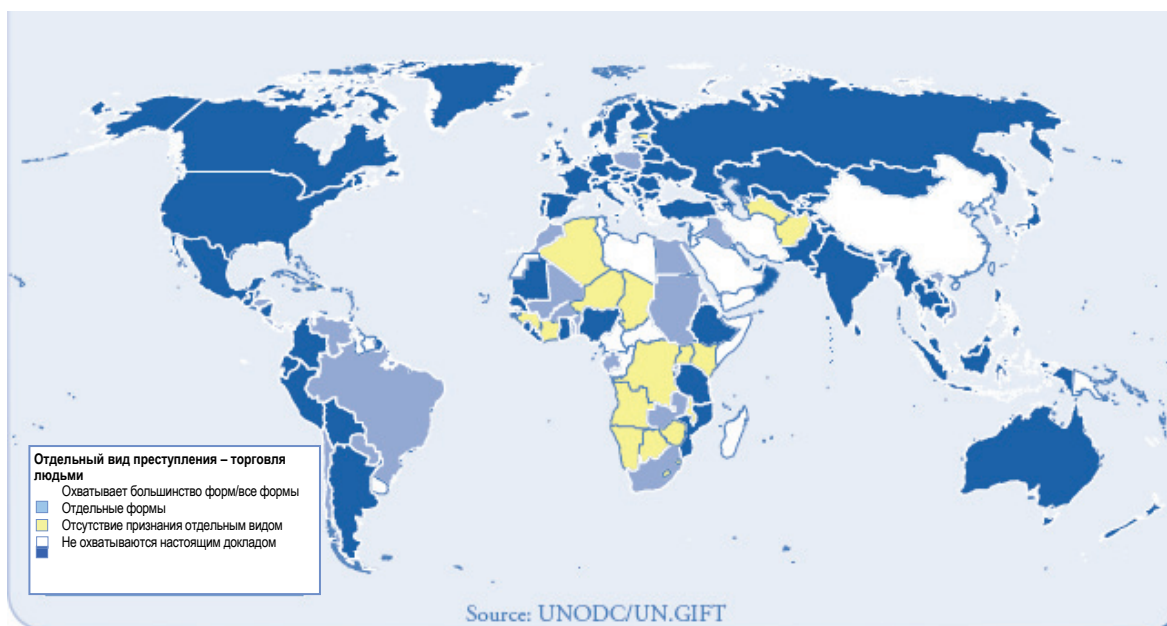 Отдельный вид преступления – торговля
людьми
Охватывает большинство форм/все формы
Отдельные формы
Отсутствие признания отдельным видом
Не охватываются настоящим докладом
Source: UNODC/UN.GIFT